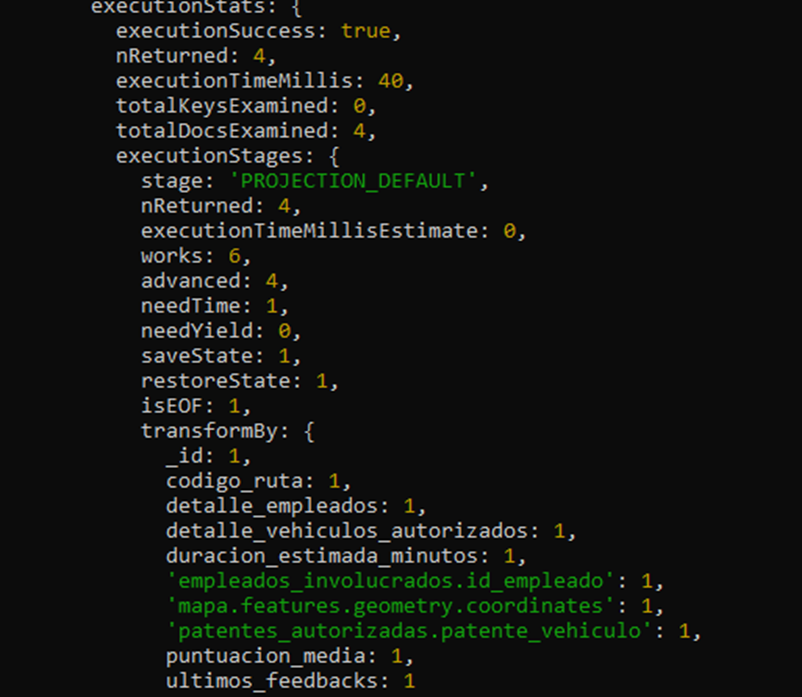 executionStats: {
executionSuccess: true,
nReturned: 4,
executionTimeMillis: 40,
totalKeysExamined: 0,
totalDocsExamined: 4,
executionStages: {
stage: 'PROJECTION_DEFAULT',
nReturned: 4,
executionTimeMillisEstimate: 0,
works: 6,
advanced: 4,
needTime: 1,
needYield: 0,
saveState: 1,
restoreState: 1,
isEOF: 1,
transformBy: {
_id: 1,
codigo_ruta: 1,
detalle_empleados: 1,
detalle_vehiculos_autorizados: 1,
duracion_estimada_minutos: 1,
'empleados_involucrados.id_empleado': 1,
'mapa.features.geometry.coordinates': 1,
'patentes_autorizadas.patente_vehiculo': 1,
puntuacion_media: 1,
ultimos_feedbacks: 1